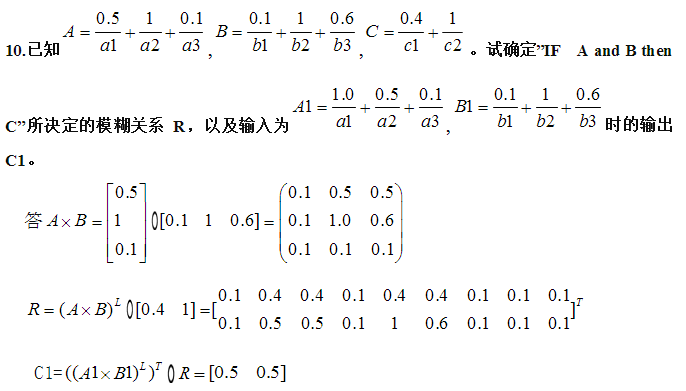 10.已知 A = 0.5/a1 + 1/a2 + 0.1/a3 , B = 0.1/b1 + 1/b2 + 0.6/b3 , C = 0.4/c1 + 1/c2 。试确定”IF A and B then
C”所决定的模糊关系 R，以及输入为 A1 = 1.0/a1 + 0.5/a2 + 0.1/a3 , B1 = 0.1/b1 + 1/b2 + 0.6/b3 时的输出
C1。
答 A×B = [0.5 1 0.1] 0[0.1 1 0.6] = (0.1 0.5 0.5 0.1 1.0 0.6 0.1 0.1 0.1)
R = (A×B)^L 0[0.4 1] =[0.1 0.4 0.4 0.1 0.4 0.4 0.1 0.1 0.1 0.1 0.5 0.5 0.1 1 0.6 0.1 0.1 0.1]^T
C1= ((A1×B1)^L)^T 0 R = [0.5 0.5]